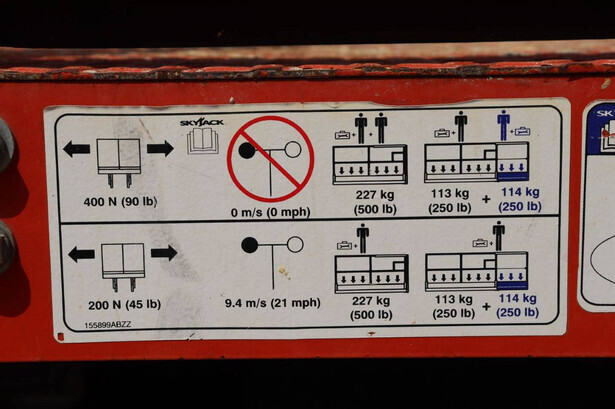 SKYJACK
400 N (90 lb)
0 m/s (0 mph)
227 kg
(500 lb)
113 kg
(250 lb)
+
114 kg
(250 lb)
200 N (45 lb)
9.4 m/s (21 mph)
227 kg
(500 lb)
113 kg
(250 lb)
+
114 kg
(250 lb)
155899ABZZ
SK